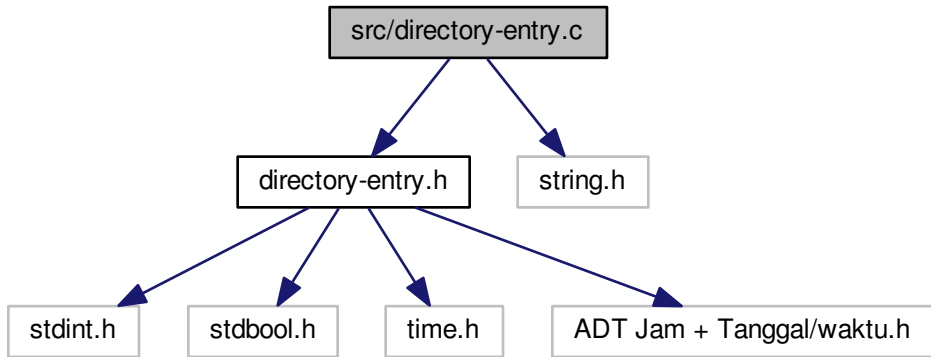 src/directory-entry.c
directory-entry.h
string.h
stdint.h
stdbool.h
time.h
ADT Jam + Tanggal/waktu.h